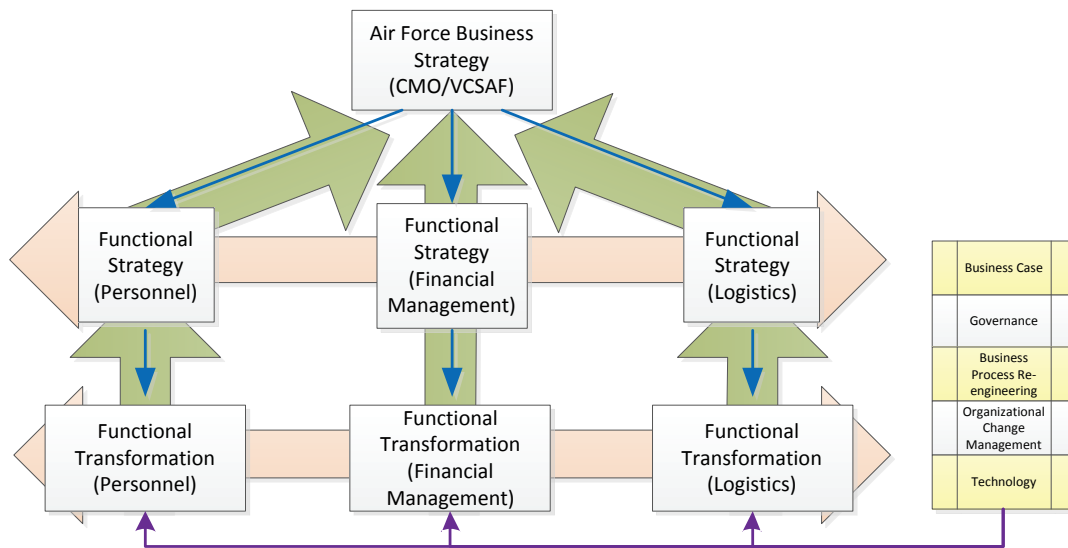 Air Force Business
Strategy
(CMO/VCSAF)
Functional
Strategy
(Personnel)
Functional
Strategy
(Financial
Management)
Functional
Strategy
(Logistics)
Functional
Transformation
(Personnel)
Functional
Transformation
(Financial
Management)
Functional
Transformation
(Logistics)
Business Case
Governance
Business
Process Re-
engineering
Organizational
Change
Management
Technology